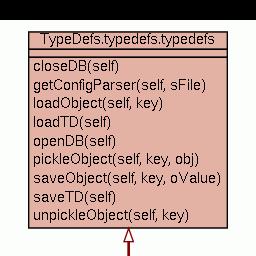 TypeDefs.typedefs.typedefs
closeDB(self)
getConfigParser(self, sFile)
loadObject(self, key)
loadTD(self)
openDB(self)
pickleObject(self, key, obj)
saveObject(self, key, oValue)
saveTD(self)
unpickleObject(self, key)